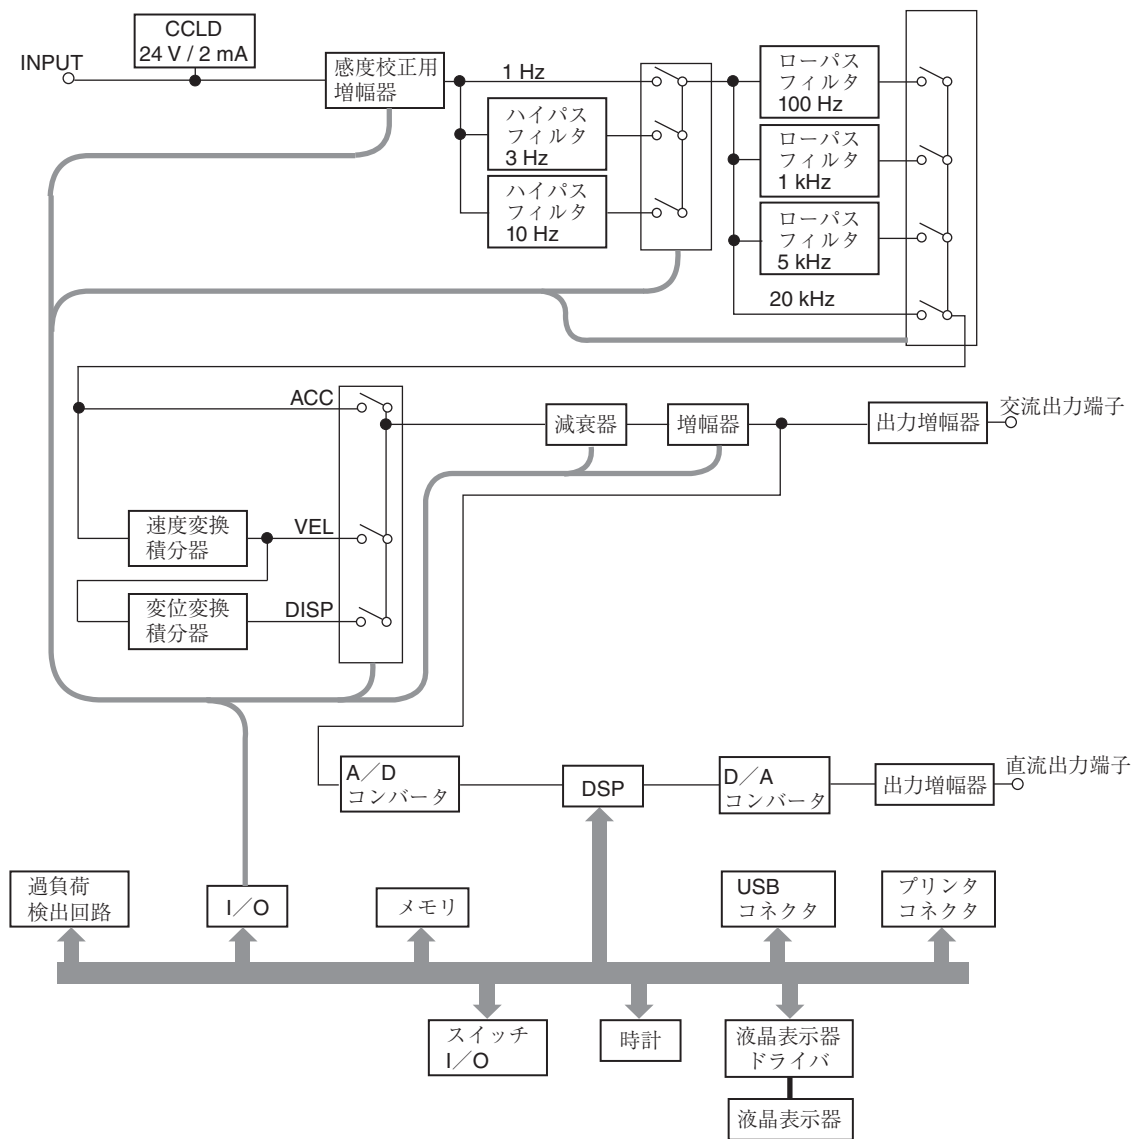 CCLD
24 V / 2 mA
INPUT
感度校正用
増幅器
1 Hz
ハイパス
フィルタ
3 Hz
ハイパス
フィルタ
10 Hz
ローパス
フィルタ
100 Hz
ローパス
フィルタ
1 kHz
ローパス
フィルタ
5 kHz
20 kHz
ACC
減衰器
増幅器
出力増幅器
交流出力端子
速度変換
積分器
VEL
変位変換
積分器
DISP
A/D
コンバータ
DSP
D/A
コンバータ
出力増幅器
直流出力端子
過負荷
検出回路
I/O
メモリ
USB
コネクタ
プリンタ
コネクタ
スイッチ
I/O
時計
液晶表示器
ドライバ
液晶表示器